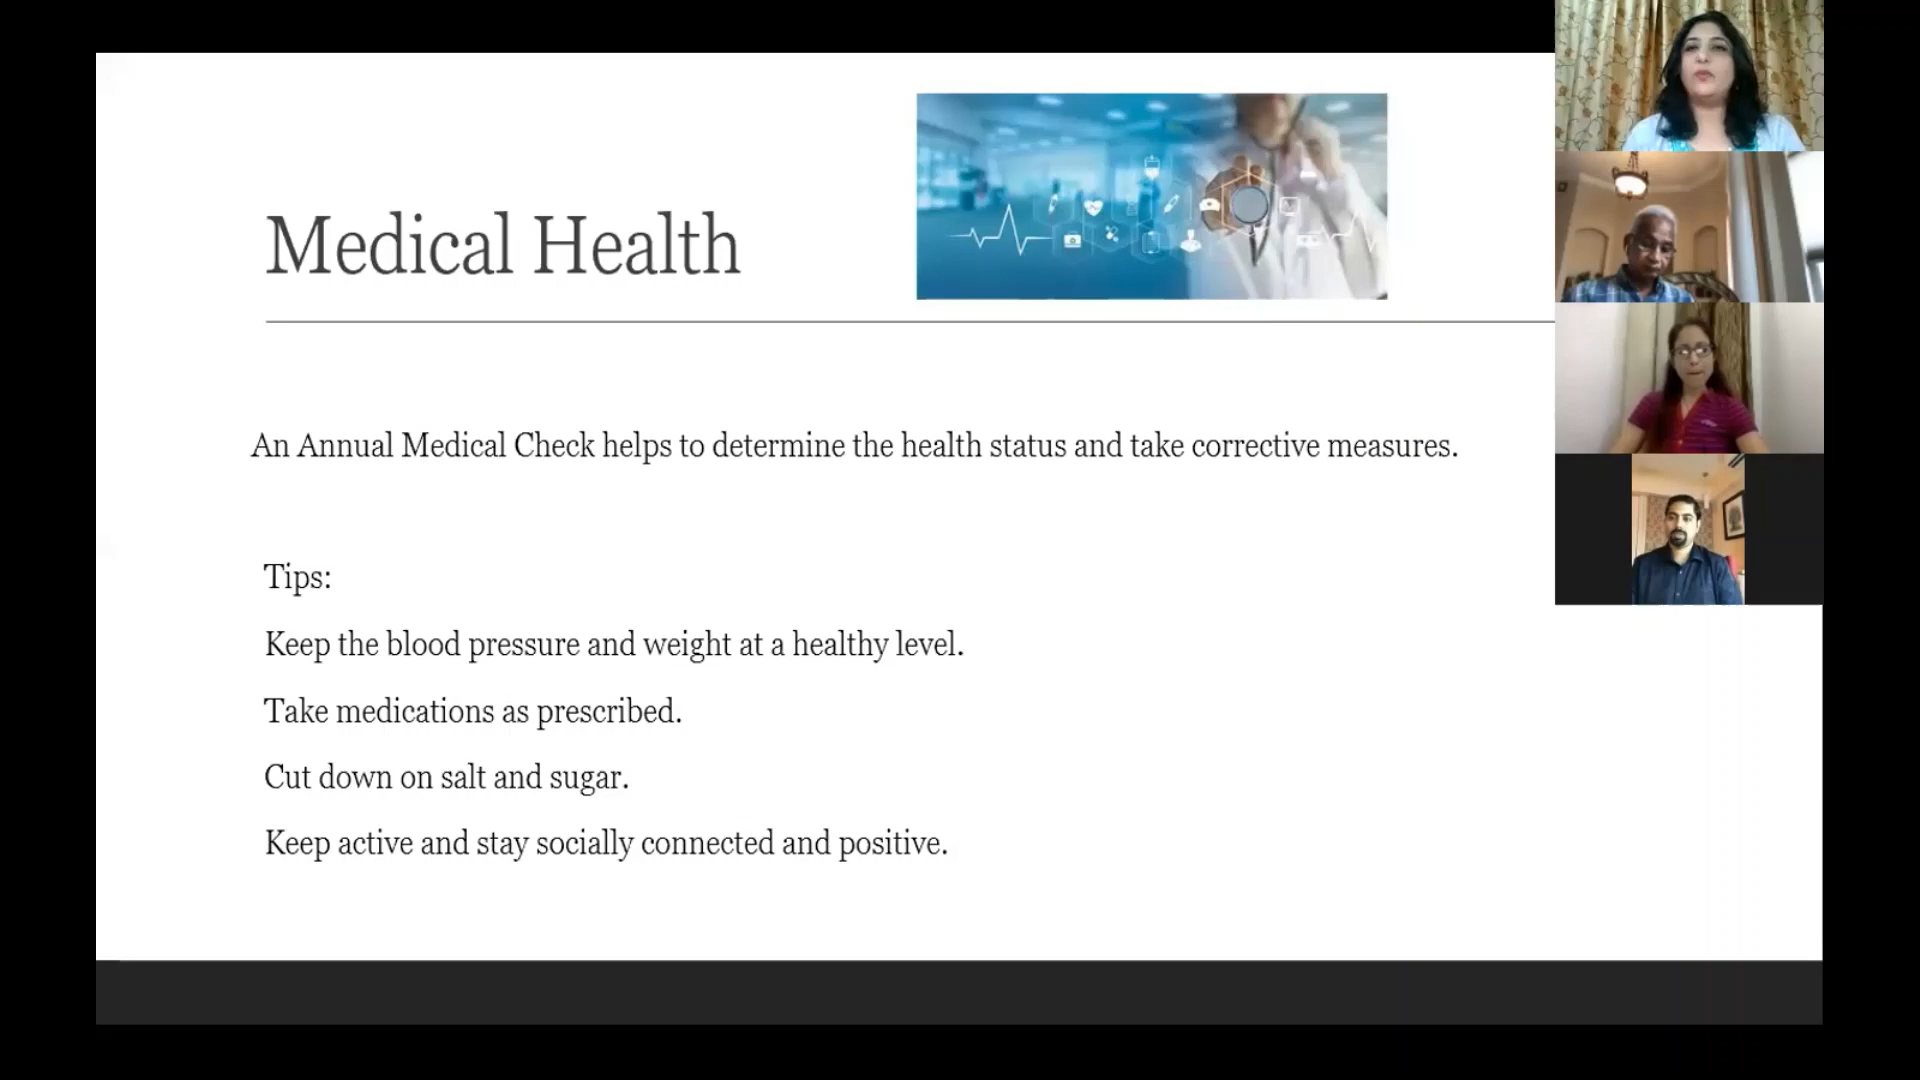 Medical Health
An Annual Medical Check helps to determine the health status and take corrective measures.
Tips:
Keep the blood pressure and weight at a healthy level.
Take medications as prescribed.
Cut down on salt and sugar.
Keep active and stay socially connected and positive.